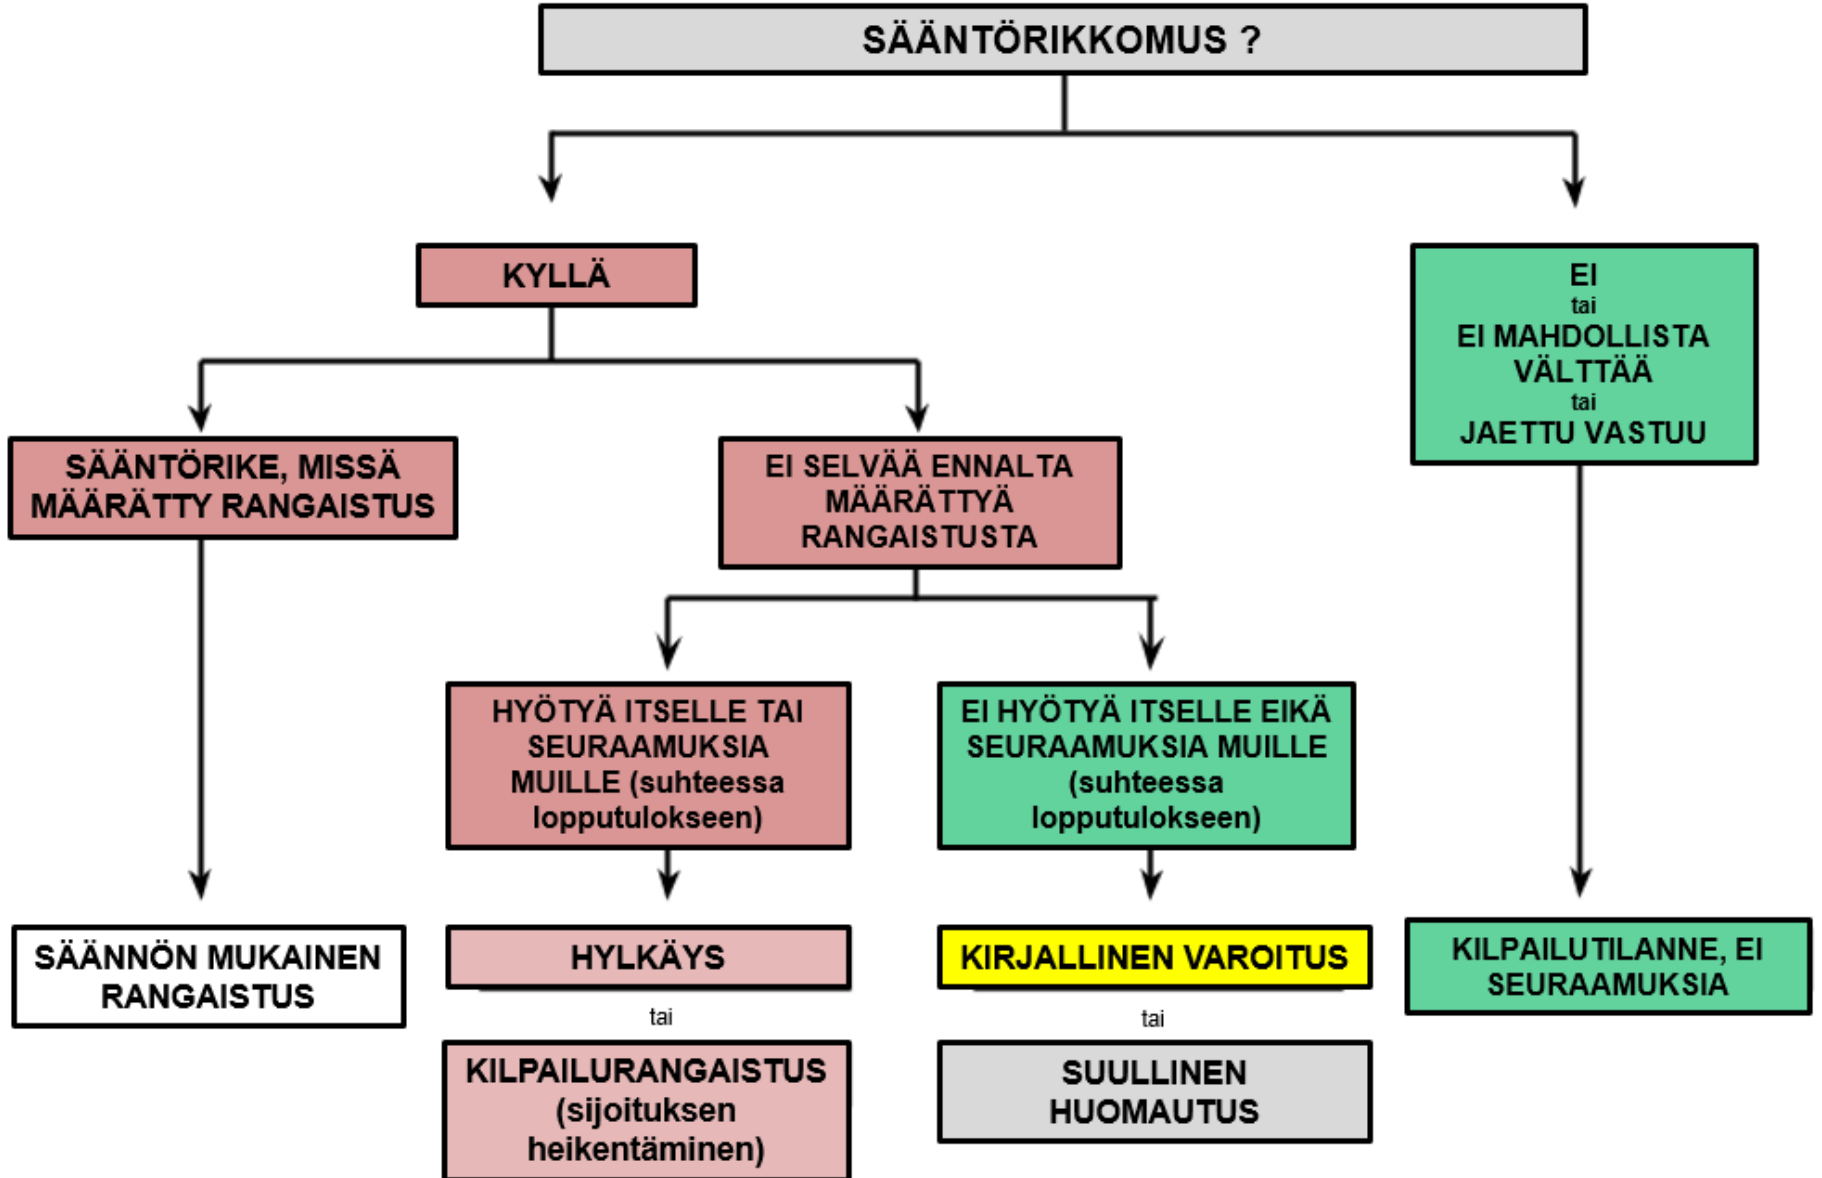 SÄÄNTÖRIKKOMUS ?
KYLLÄ
EI
tai
EI MAHDOLLISTA
VÄLTTÄÄ
tai
JAETTU VASTUU
SÄÄNTÖRIKE, MISSÄ
MÄÄRÄTTY RANGAISTUS
EI SELVÄÄ ENNALTA
MÄÄRÄTTYÄ
RANGAISTUSTA
HYÖTYÄ ITSELLE TAI
SEURAAMUKSIA
MUILLE (suhteessa
lopputulokseen)
EI HYÖTYÄ ITSELLE EIKÄ
SEURAAMUKSIA MUILLE
(suhteessa
lopputulokseen)
SÄÄNNÖN MUKAINEN
RANGAISTUS
HYLKÄYS
tai
KILPAILURANGAISTUS
(sijoituksen
heikentäminen)
KIRJALLINEN VAROITUS
tai
SUULLINEN
HUOMAUTUS
KILPAILUTILANNE, EI
SEURAAMUKSIA